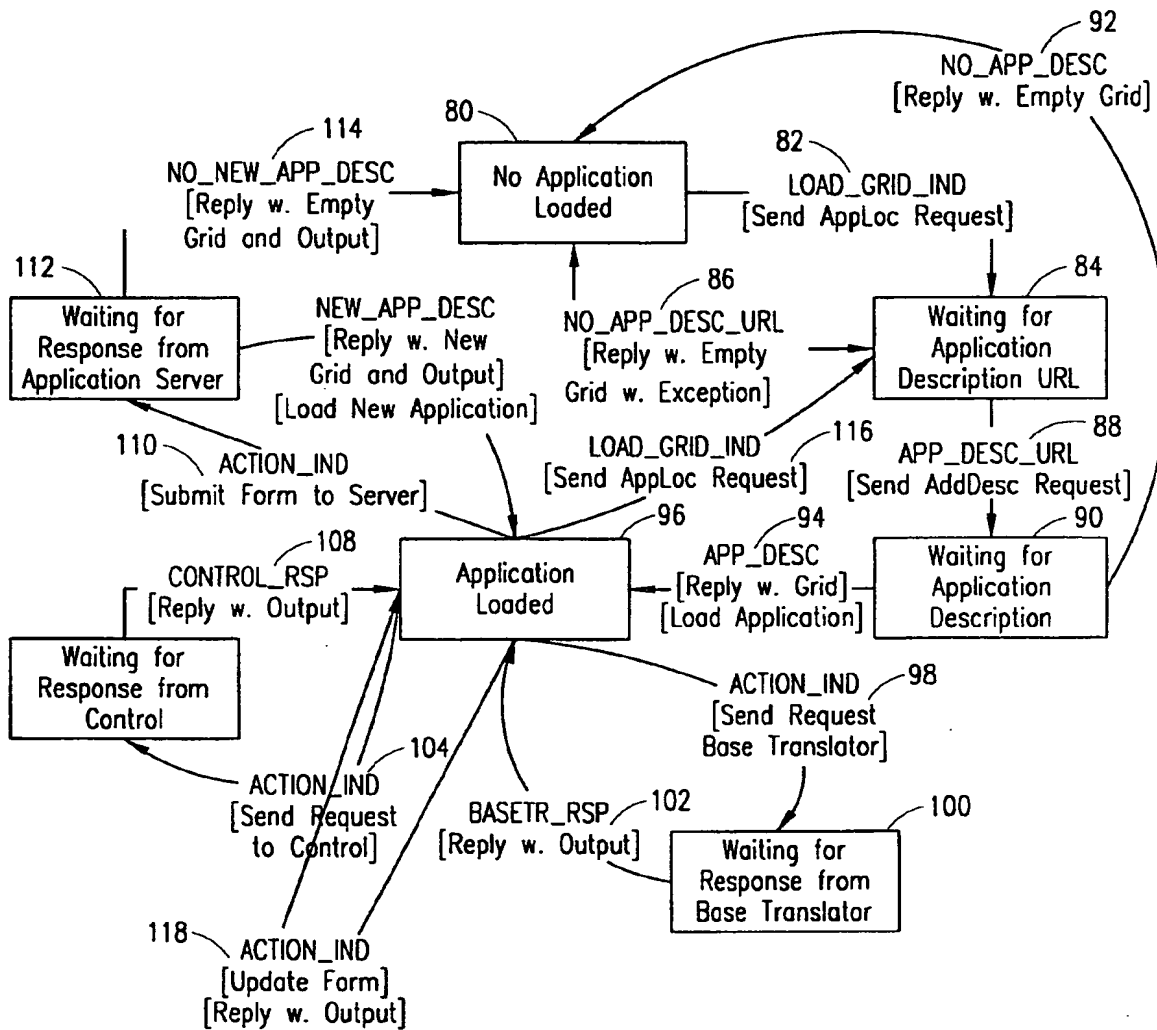 92
NO_APP_DESC
[Reply w. Empty Grid]
80
No Application
Loaded
114
NO_NEW_APP_DESC
[Reply w. Empty
Grid and Output]
82
LOAD_GRID_IND
[Send AppLoc Request]
112
Waiting for
Response from
Application Server
NEW_APP_DESC
[Reply w. New
Grid and Output]
[Load New Application]
86
NO_APP_DESC_URL
[Reply w. Empty
Grid w. Exception]
84
Waiting for
Application
Description URL
110
ACTION_IND
[Submit Form to Server]
LOAD_GRID_IND
[Send AppLoc Request]
116
88
APP_DESC_URL
[Send AddDesc Request]
96
Application
Loaded
94
APP_DESC
[Reply w. Grid]
[Load Application]
90
Waiting for
Application
Description
108
CONTROL_RSP
[Reply w. Output]
Waiting for
Response from
Control
ACTION_IND
[Send Request
Base Translator]
98
104
ACTION_IND
[Send Request
to Control]
BASETR_RSP
[Reply w. Output]
102
100
Waiting for
Response from
Base Translator
118
ACTION_IND
[Update Form]
[Reply w. Output]